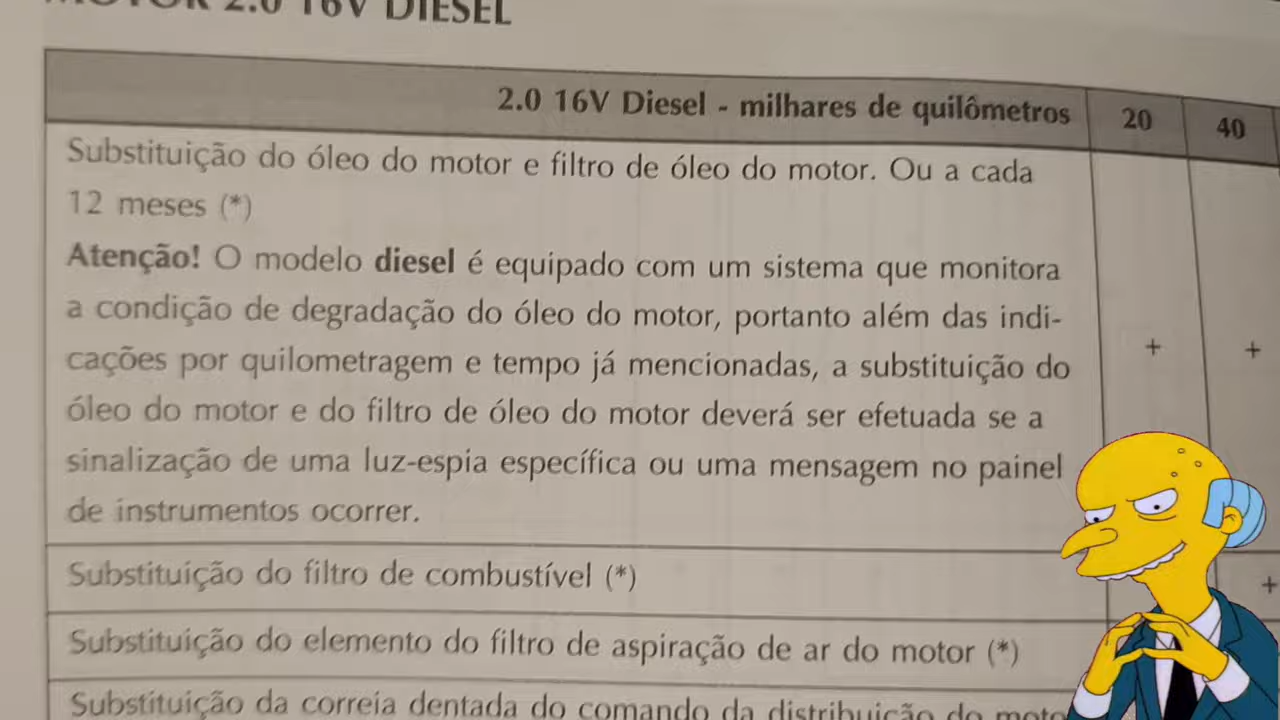 MOTOR 2.0 16V DIESEL
2.0 16V Diesel - milhares de quilômetros 20 40
Substituição do óleo do motor e filtro de óleo do motor. Ou a cada
12 meses (*)
Atenção! O modelo diesel é equipado com um sistema que monitora
a condição de degradação do óleo do motor, portanto além das indi-
cações por quilometragem e tempo já mencionadas, a substituição do
óleo do motor e do filtro de óleo do motor deverá ser efetuada se a
sinalização de uma luz-espia específica ou uma mensagem no painel
de instrumentos ocorrer.
+ +
Substituição do filtro de combustível (*) +
Substituição do elemento do filtro de aspiração de ar do motor (*)
Substituição da correia dentada do comando da distribuição do